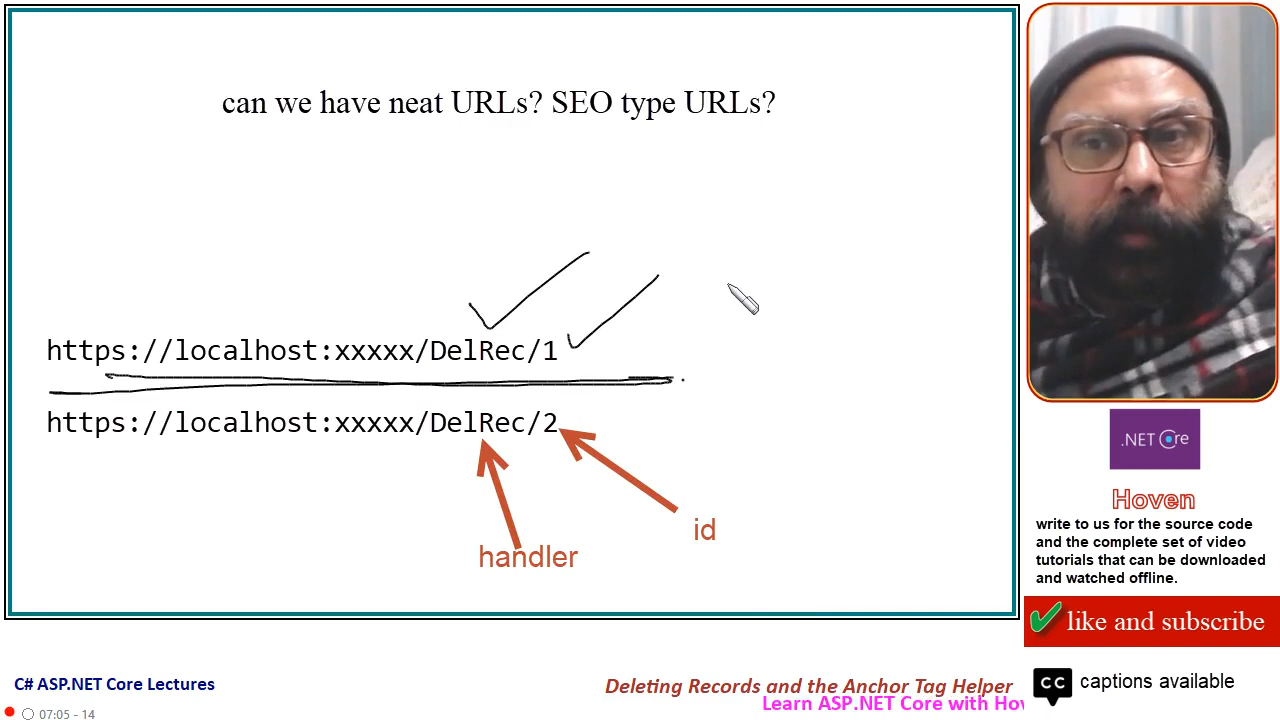 can we have neat URLs? SEO type URLs?
https://localhost:xxxxx/DelRec/1
https://localhost:xxxxx/DelRec/2
id
handler
.NET Core
Hoven
write to us for the source code
and the complete set of video
tutorials that can be downloaded
and watched offline.
like and subscribe
CC captions available
C# ASP.NET Core Lectures
Deleting Records and the Anchor Tag Helper
Learn ASP.NET Core with Hov
07:05 - 14